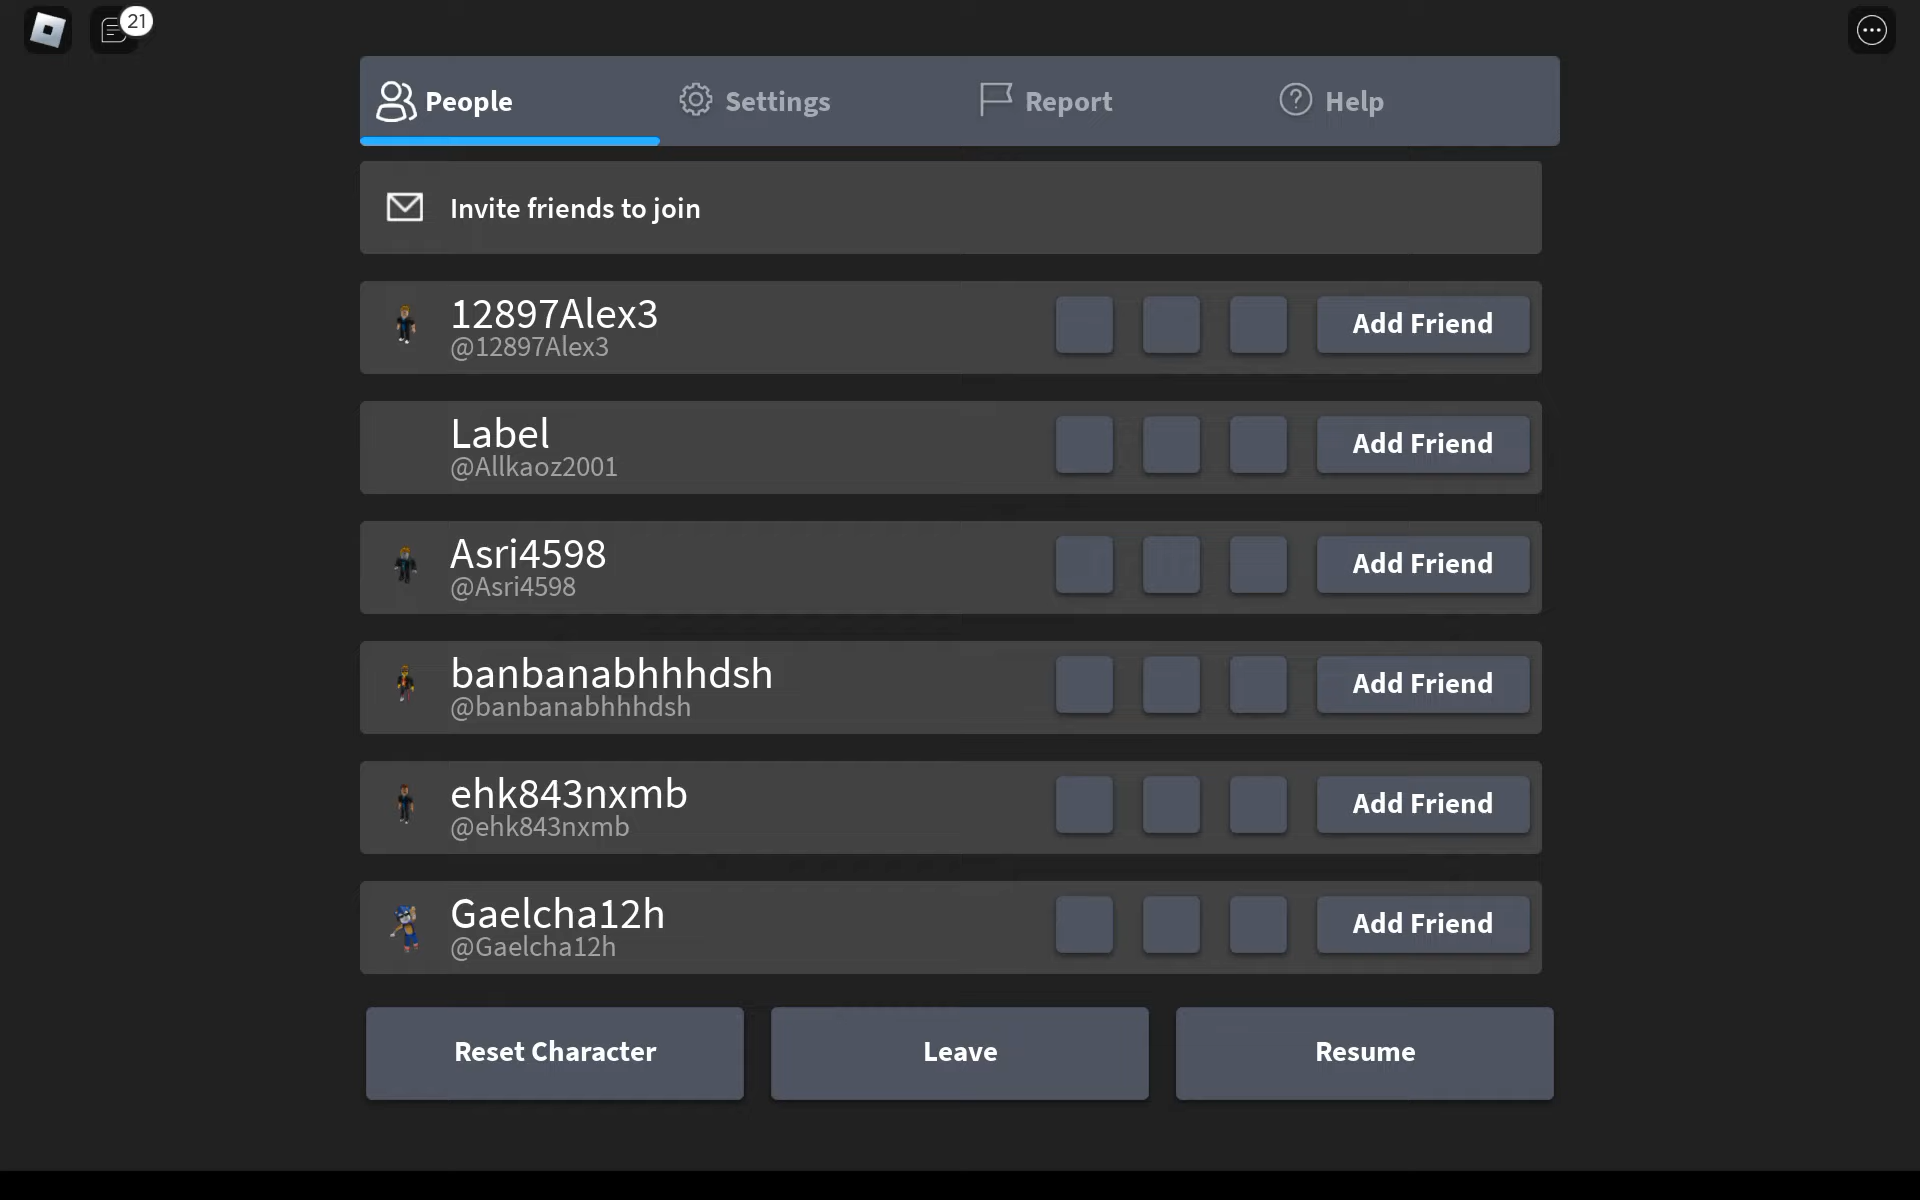 21
People
Settings
Report
Help
Invite friends to join
12897Alex3
@12897Alex3
Add Friend
Label
@Allkaoz2001
Add Friend
Asri4598
@Asri4598
Add Friend
banbanabhhhdsh
@banbanabhhhdsh
Add Friend
ehk843nxmb
@ehk843nxmb
Add Friend
Gaelcha12h
@Gaelcha12h
Add Friend
Reset Character
Leave
Resume